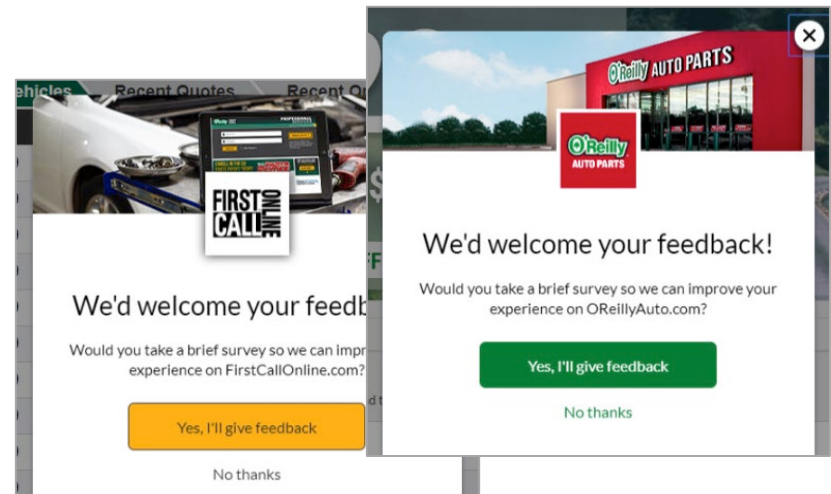 ehicles
Recent Quotes
Recent O
O'Reilly
FIRST
CALL
ONLINE
We'd welcome your feedb
Would you take a brief survey so we can impr
experience on FirstCallOnline.com?
Yes, I'll give feedback
No thanks
O'Reilly AUTO PARTS
O'Reilly
AUTO PARTS
$
FF
We'd welcome your feedback!
Would you take a brief survey so we can improve your
experience on OReillyAuto.com?
Yes, I'll give feedback
d t
No thanks